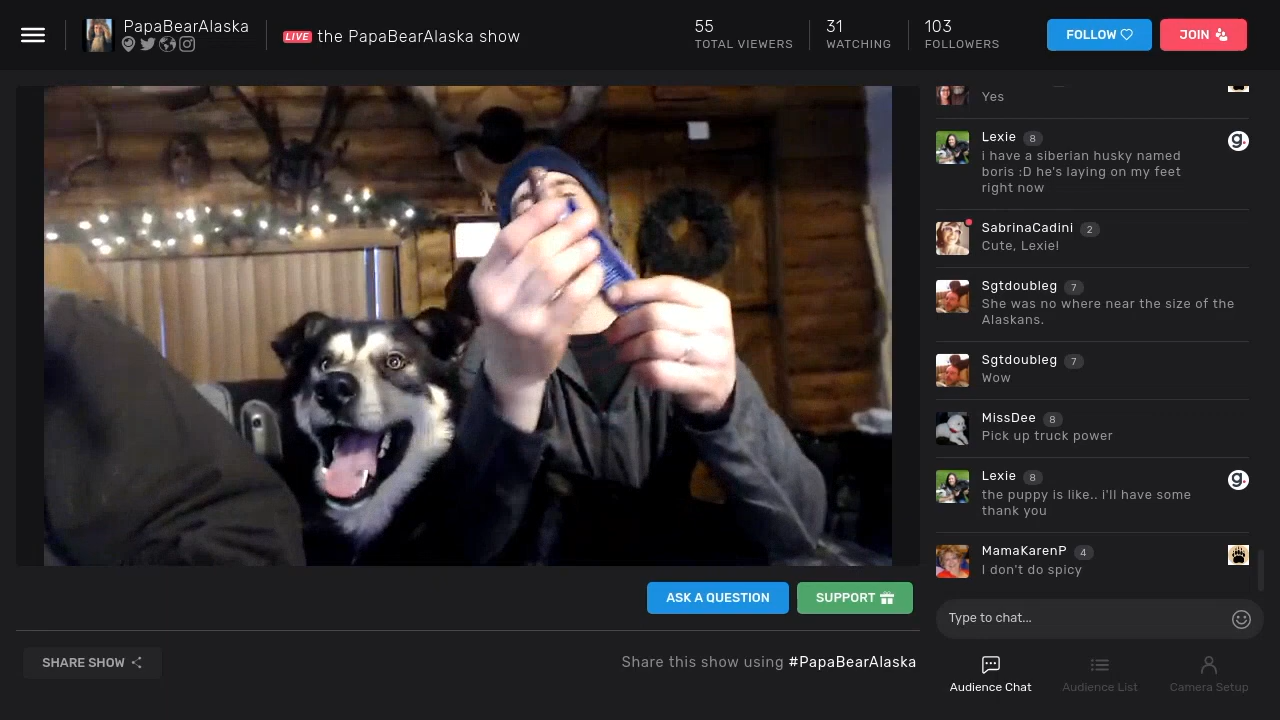 PapaBearAlaska
LIVE the PapaBearAlaska show
55
TOTAL VIEWERS
31
WATCHING
103
FOLLOWERS
FOLLOW
JOIN
Yes
Lexie 8
i have a siberian husky named
boris :D he's laying on my feet
right now
SabrinaCadini 2
Cute, Lexie!
Sgtdoubleg 7
She was no where near the size of the
Alaskans.
Sgtdoubleg 7
Wow
MissDee 8
Pick up truck power
Lexie 8
the puppy is like.. i'll have some
thank you
MamaKarenP 4
I don't do spicy
ASK A QUESTION
SUPPORT
Type to chat...
SHARE SHOW
Share this show using #PapaBearAlaska
Audience Chat
Audience List
Camera Setup